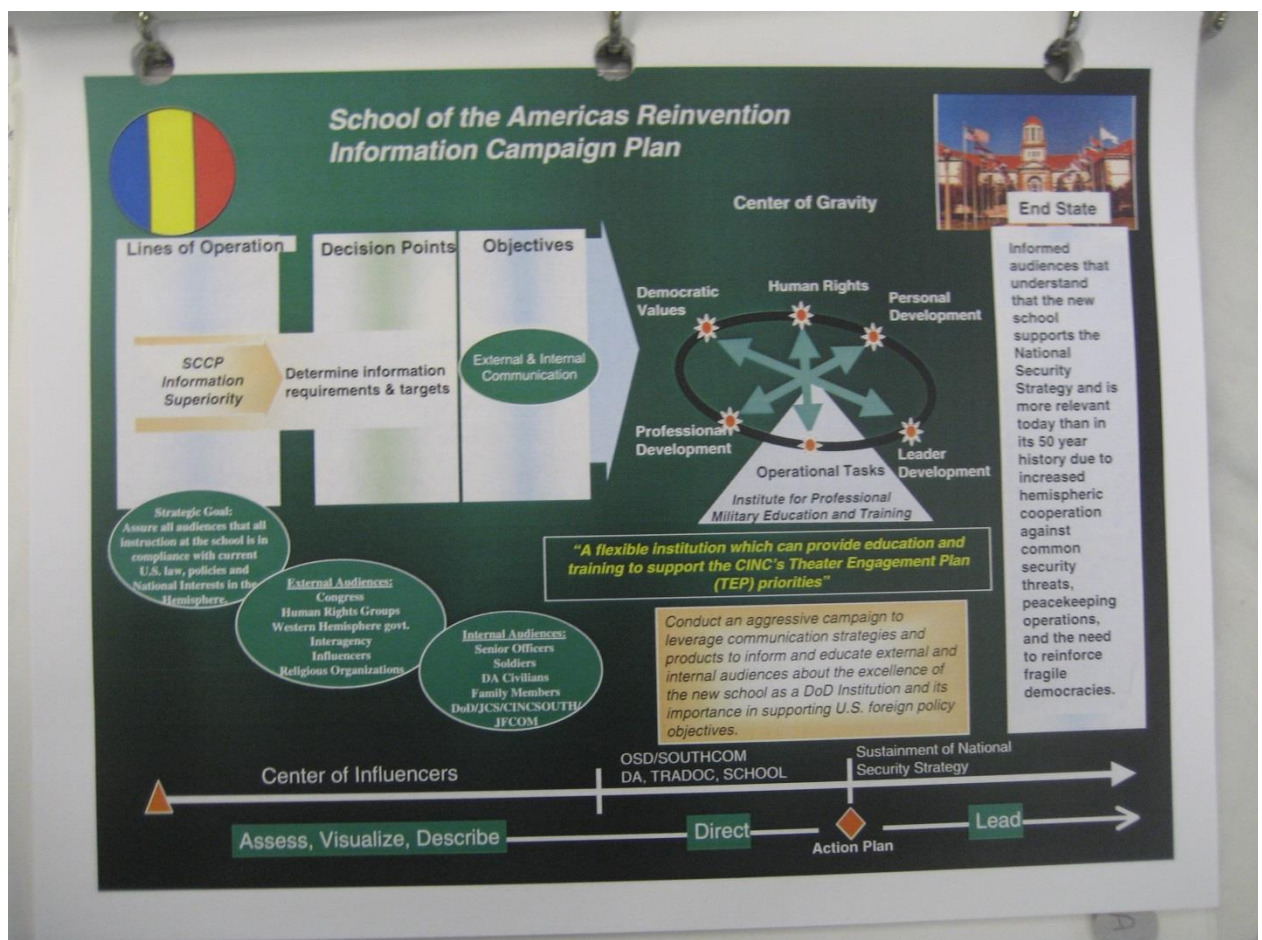 School of the Americas Reinvention
Information Campaign Plan
Center of Gravity
End State
Lines of Operation
Decision Points
Objectives
SCCP
Information
Superiority
Determine information
requirements & targets
External & Internal
Communication
Democratic
Values
Human Rights
Personal
Development
Professional
Development
Leader
Development
Operational Tasks
Institute for Professional
Military Education and Training
Informed
audiences that
understand
that the new
school
supports the
National
Security
Strategy and is
more relevant
today than in
its 50 year
history due to
increased
hemispheric
cooperation
against
common
security
threats,
peacekeeping
operations,
and the need
to reinforce
fragile
democracies.
Strategic Goal:
Assure all audiences that all
instruction at the school is in
compliance with current
U.S. law, policies and
National Interests in the
Hemisphere.
External Audiences:
Congress
Human Rights Groups
Western Hemisphere govt.
Interagency
Influencers
Religious Organizations
Internal Audiences:
Senior Officers
Soldiers
DA Civilians
Family Members
DoD/JCS/CINCSOUTH/
JFCOM
"A flexible institution which can provide education and
training to support the CINC's Theater Engagement Plan
(TEP) priorities"
Conduct an aggressive campaign to
leverage communication strategies and
products to inform and educate external and
internal audiences about the excellence of
the new school as a DoD Institution and its
importance in supporting U.S. foreign policy
objectives.
Center of Influencers
OSD/SOUTHCOM
DA, TRADOC, SCHOOL
Sustainment of National
Security Strategy
Assess, Visualize, Describe
Direct
Action Plan
Lead
A